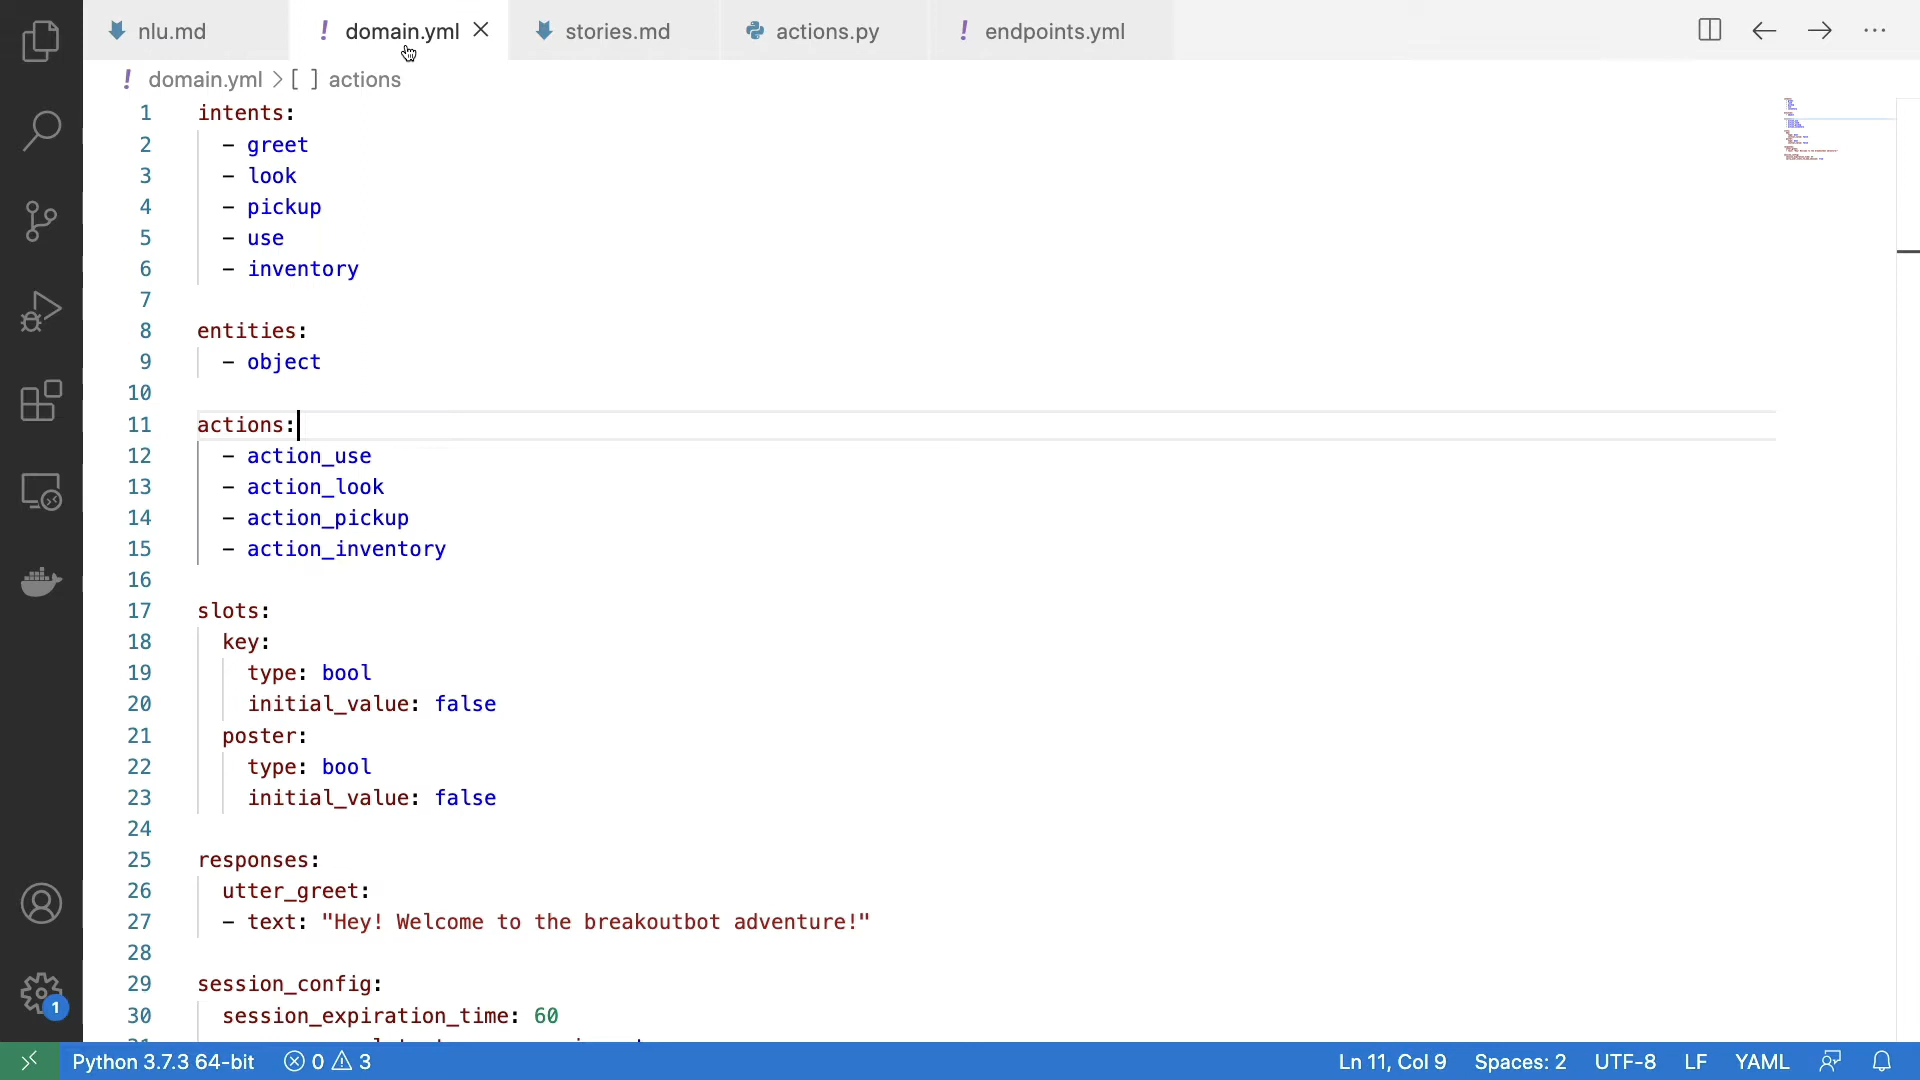 nlu.md
! domain.yml
stories.md
actions.py
! endpoints.yml
! domain.yml > [ ] actions
1 intents:
2 - greet
3 - look
4 - pickup
5 - use
6 - inventory
7
8 entities:
9 - object
10
11 actions:
12 - action_use
13 - action_look
14 - action_pickup
15 - action_inventory
16
17 slots:
18 key:
19 type: bool
20 initial_value: false
21 poster:
22 type: bool
23 initial_value: false
24
25 responses:
26 utter_greet:
27 - text: "Hey! Welcome to the breakoutbot adventure!"
28
29 session_config:
30 session_expiration_time: 60
1
Python 3.7.3 64-bit 0 3 Ln 11, Col 9 Spaces: 2 UTF-8 LF YAML